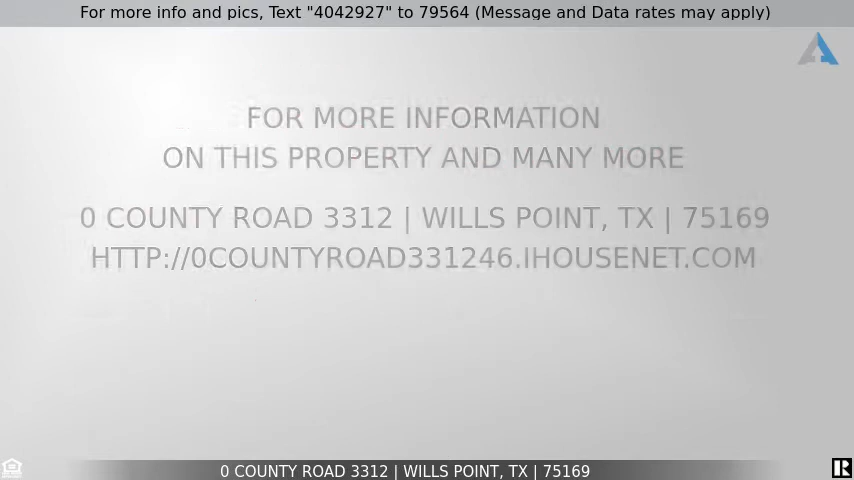 For more info and pics, Text "4042927" to 79564 (Message and Data rates may apply)
FOR MORE INFORMATION
ON THIS PROPERTY AND MANY MORE
0 COUNTY ROAD 3312 | WILLS POINT, TX | 75169
HTTP://0COUNTYROAD331246.IHOUSENET.COM
0 COUNTY ROAD 3312 | WILLS POINT, TX | 75169